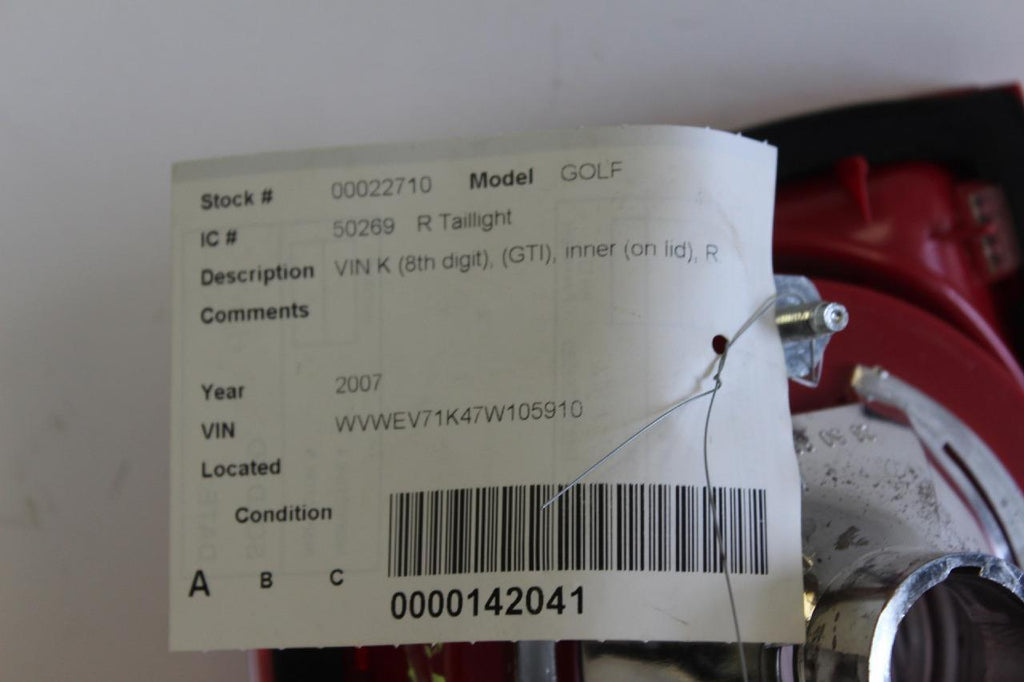 Stock # 00022710 Model GOLF
IC # 50269 R Taillight
Description VIN K (8th digit), (GTI), inner (on lid), R
Comments
Year 2007
VIN WVWEV71K47W105910
Located
Condition
A B C
0000142041